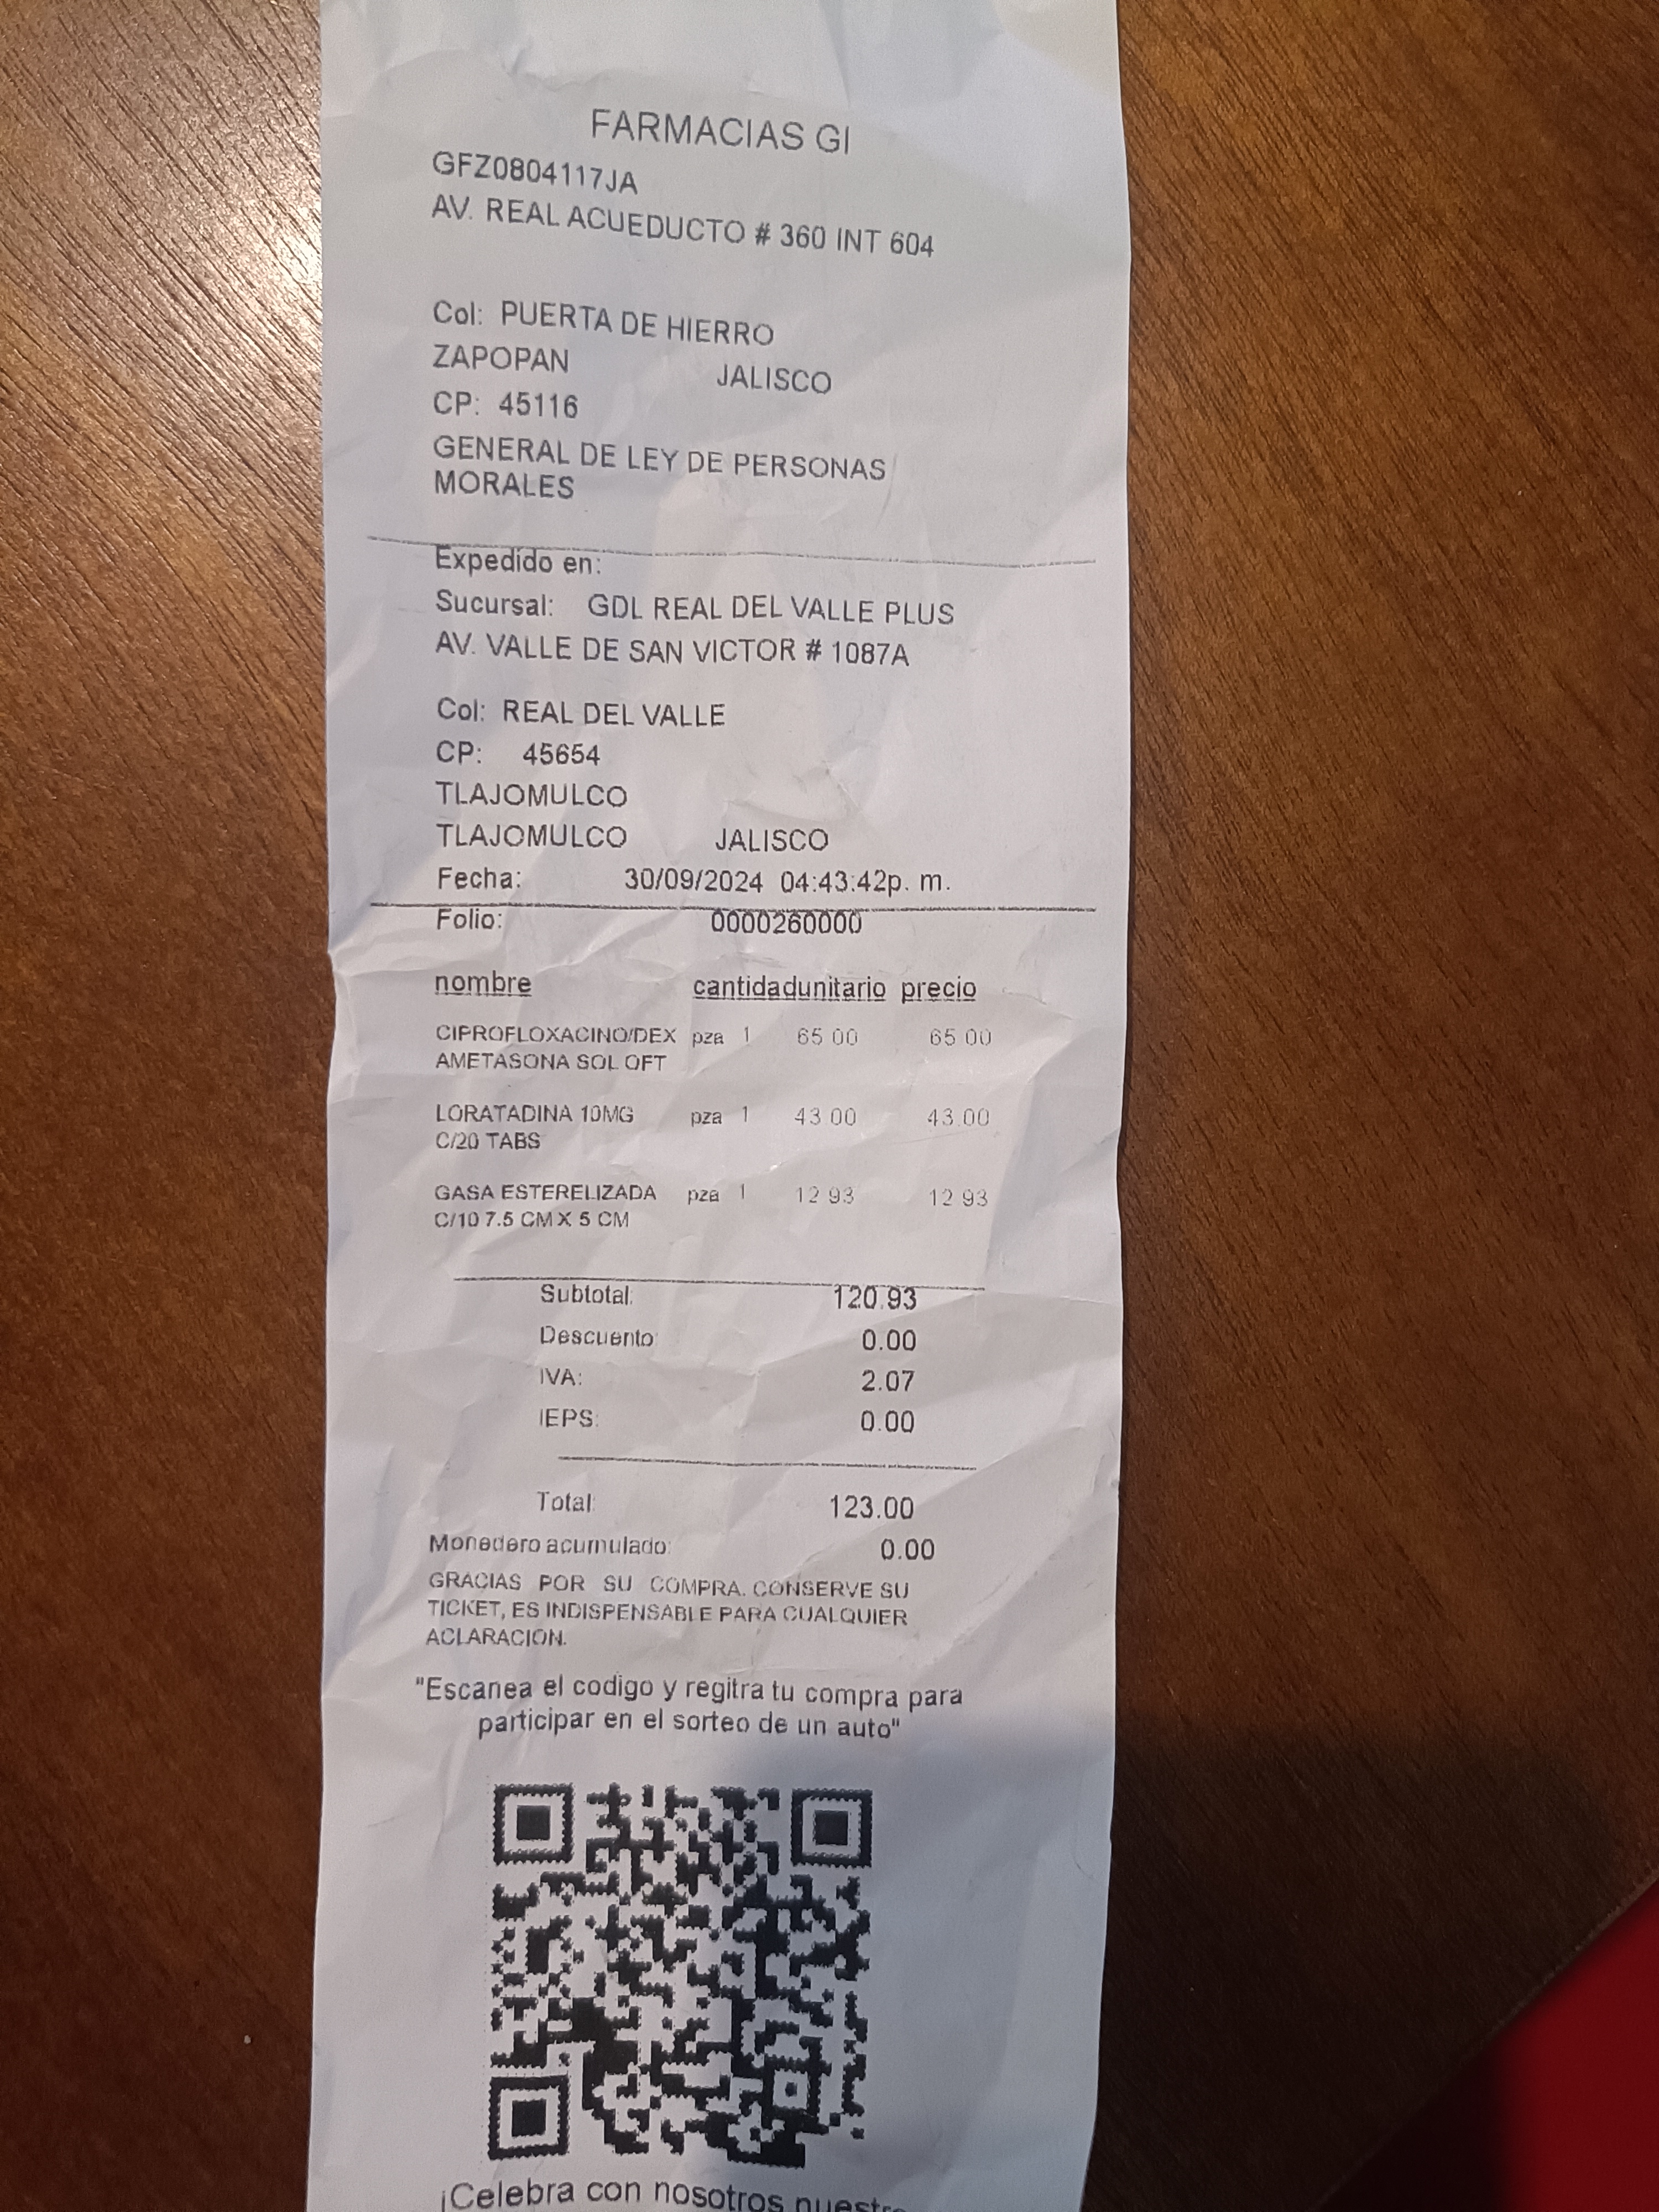 FARMACIAS GI
GFZ0804117JA
AV. REAL ACUEDUCTO # 360 INT 604
Col: PUERTA DE HIERRO
ZAPOPAN JALISCO
CP: 45116
GENERAL DE LEY DE PERSONAS
MORALES
Expedido en:
Sucursal: GDL REAL DEL VALLE PLUS
AV. VALLE DE SAN VICTOR # 1087A
Col: REAL DEL VALLE
CP: 45654
TLAJOMULCO
TLAJOMULCO JALISCO
Fecha: 30/09/2024 04:43:42p. m.
Folio: 0000260000
nombre cantidadunitario precio
CIPROFLOXACINO/DEX pza 1 65.00 65.00
AMETASONA SOL OFT
LORATADINA 10MG pza 1 43.00 43.00
C/20 TABS
GASA ESTERELIZADA pza 1 12.93 12.93
C/10 7.5 CM X 5 CM
Subtotal: 120.93
Descuento: 0.00
IVA: 2.07
IEPS: 0.00
Total: 123.00
Monedero acumulado: 0.00
GRACIAS POR SU COMPRA. CONSERVE SU
TICKET, ES INDISPENSABLE PARA CUALQUIER
ACLARACION.
"Escanea el codigo y regitra tu compra para
participar en el sorteo de un auto"
¡Celebra con nosotros nuestro